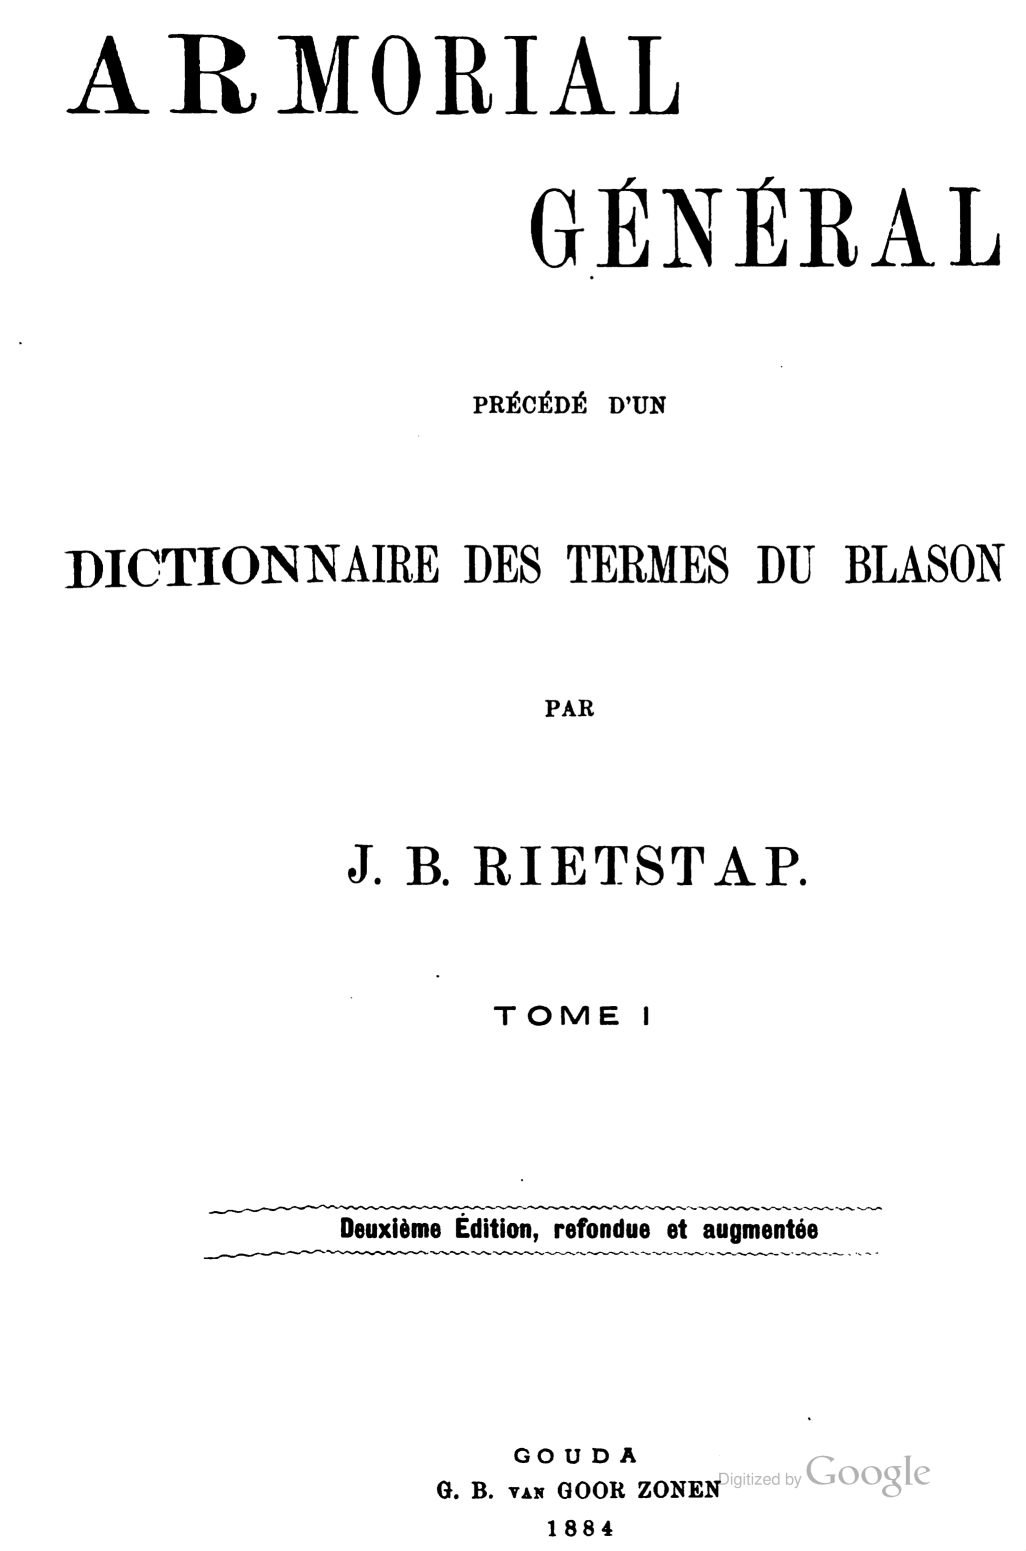 ARMORIAL
GÉNÉRAL
PRÉCÉDÉ D'UN
DICTIONNAIRE DES TERMES DU BLASON
PAR
J. B. RIETSTAP.
TOME I
Deuxième Édition, refondue et augmentée
GOUDA
G. B. VAN GOOR ZONEN
1884
Digitized by Google